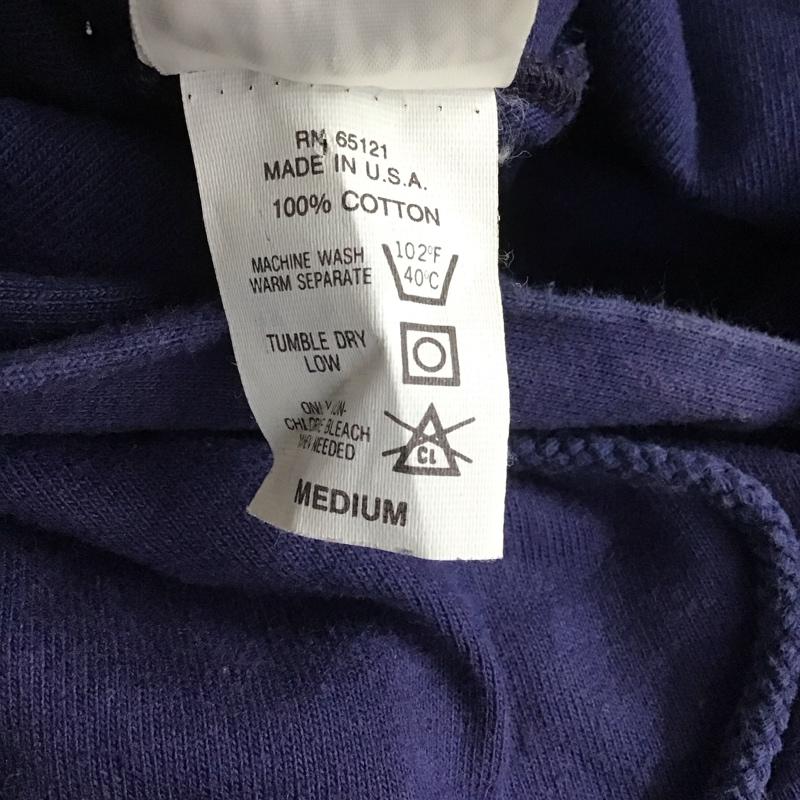 RN 65121
MADE IN U.S.A.
100% COTTON
MACHINE WASH
WARM SEPARATE
102°F
40°C
TUMBLE DRY
LOW
ONLY NON-
BLEACH
NEEDED
CL
MEDIUM